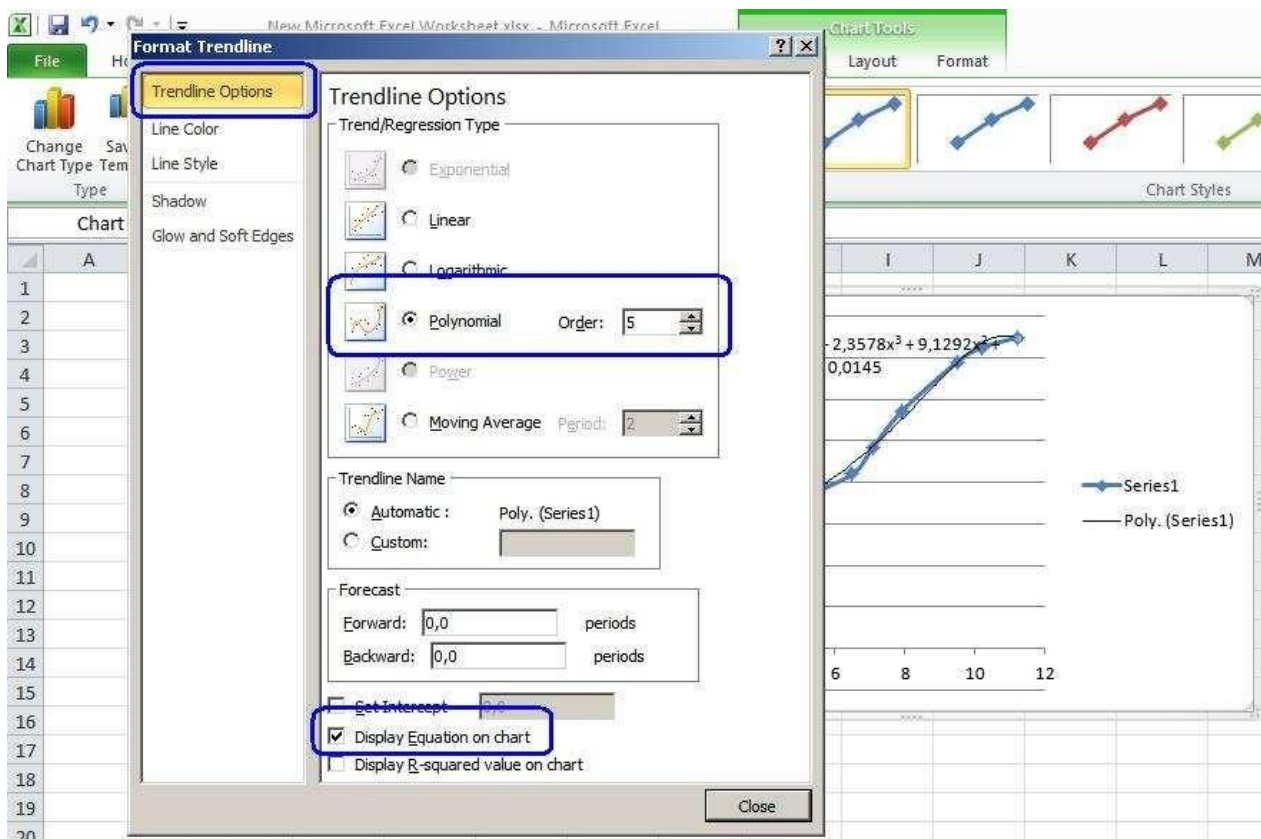 New Microsoft Excel Worksheet.xlsx - Microsoft Excel
Chart Tools
Format Trendline
File
Layout
Format
Change
Chart Type
Type
Chart Styles
Chart
Trendline Options
Line Color
Line Style
Shadow
Glow and Soft Edges
Trendline Options
Trend/Regression Type
Exponential
Linear
Logarithmic
Polynomial Order: 5
Power
Moving Average Period: 2
Trendline Name
Automatic : Poly. (Series1)
Custom:
Forecast
Forward: 0,0 periods
Backward: 0,0 periods
Set Intercept 0,0
Display Equation on chart
Display R-squared value on chart
Close
A I J K L M
1
2
3
4
5
6
7
8
9
10
11
12
13
14
15
16
17
18
19
20
- 2,3578x³ + 9,1292x² +
0,0145
Series1
Poly. (Series1)
6 8 10 12